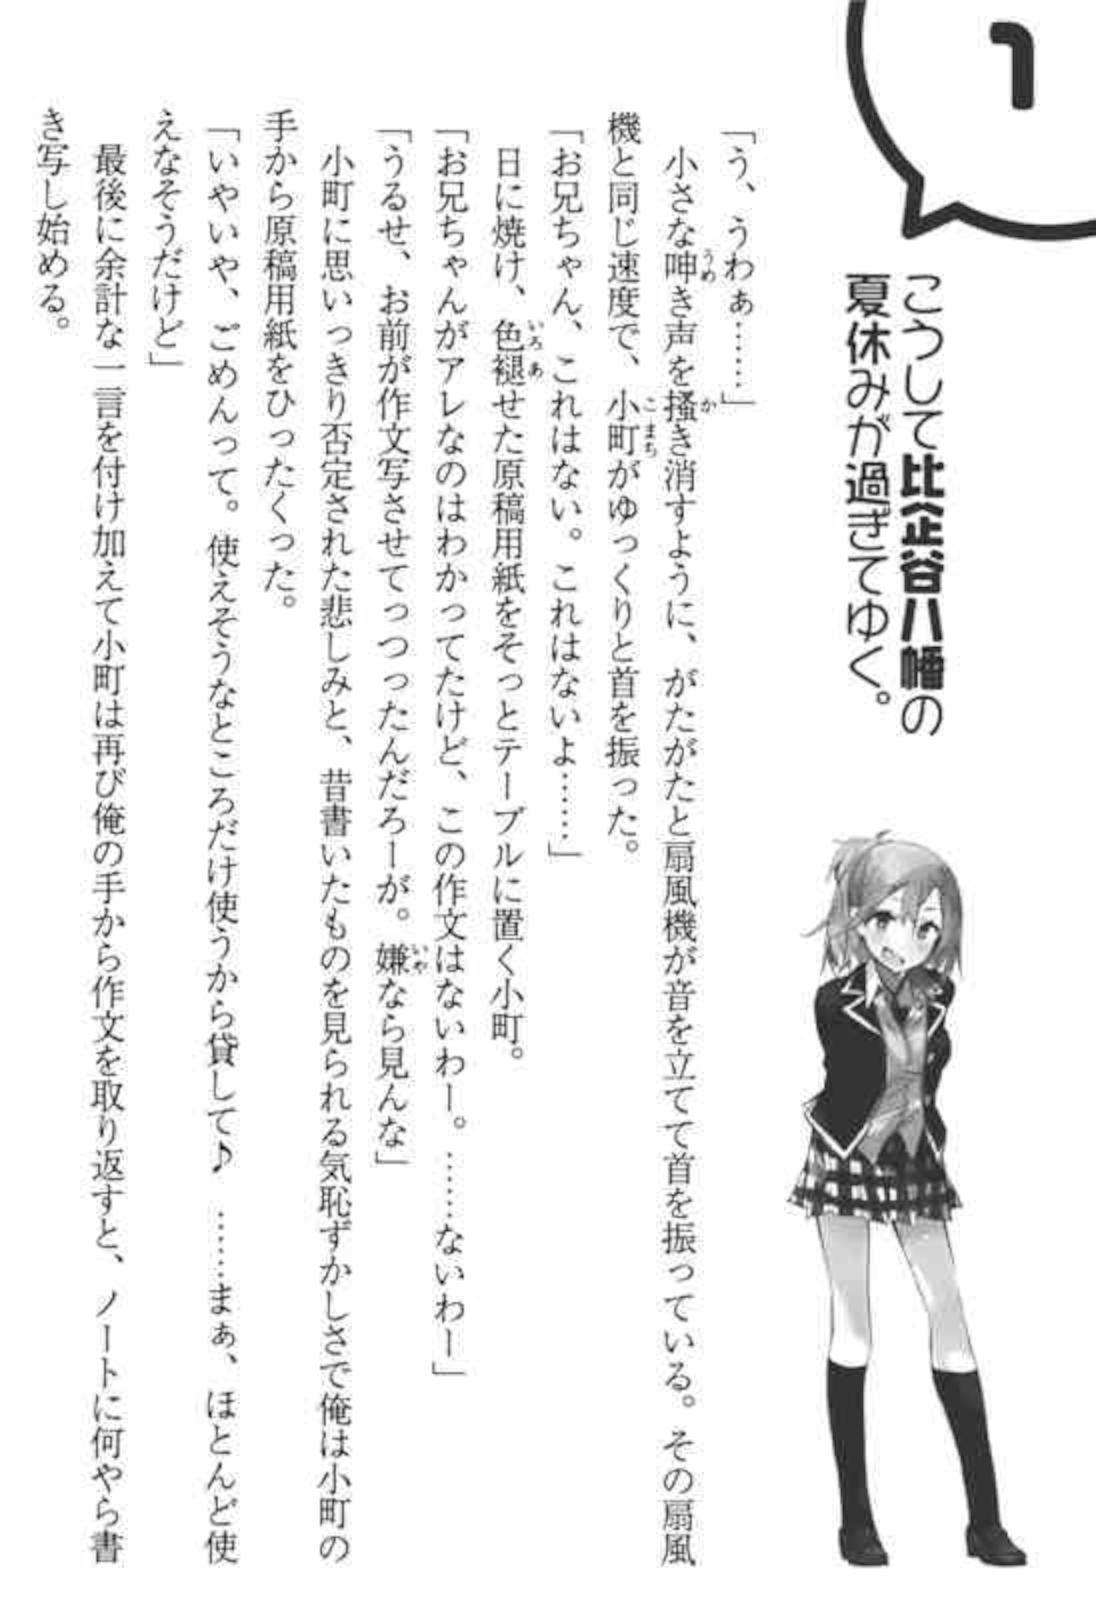 1
こうして比企谷八幡の
夏休みが過ぎてゆく。
「う、うわぁ……」
　小さな呻き声を掻き消すように、がたがたと扇風機が音を立てて首を振っている。その扇風
機と同じ速度で、小町がゆっくりと首を振った。
「お兄ちゃん、これはない。これはないよ……」
　日に焼け、色褪せた原稿用紙をそっとテーブルに置く小町。
「お兄ちゃんがアレなのはわかってたけど、この作文はないわー。……ないわー」
「うるせ、お前が作文写させてっつったんだろーが。嫌なら見んな」
　小町に思いっきり否定された悲しみと、昔書いたものを見られる気恥ずかしさで俺は小町の
手から原稿用紙をひったくった。
「いやいや、ごめんって。使えそうなところだけ使うから貸して♪　……まぁ、ほとんど使
えなそうだけど」
　最後に余計な一言を付け加えて小町は再び俺の手から作文を取り返すと、ノートに何やら書
き写し始める。